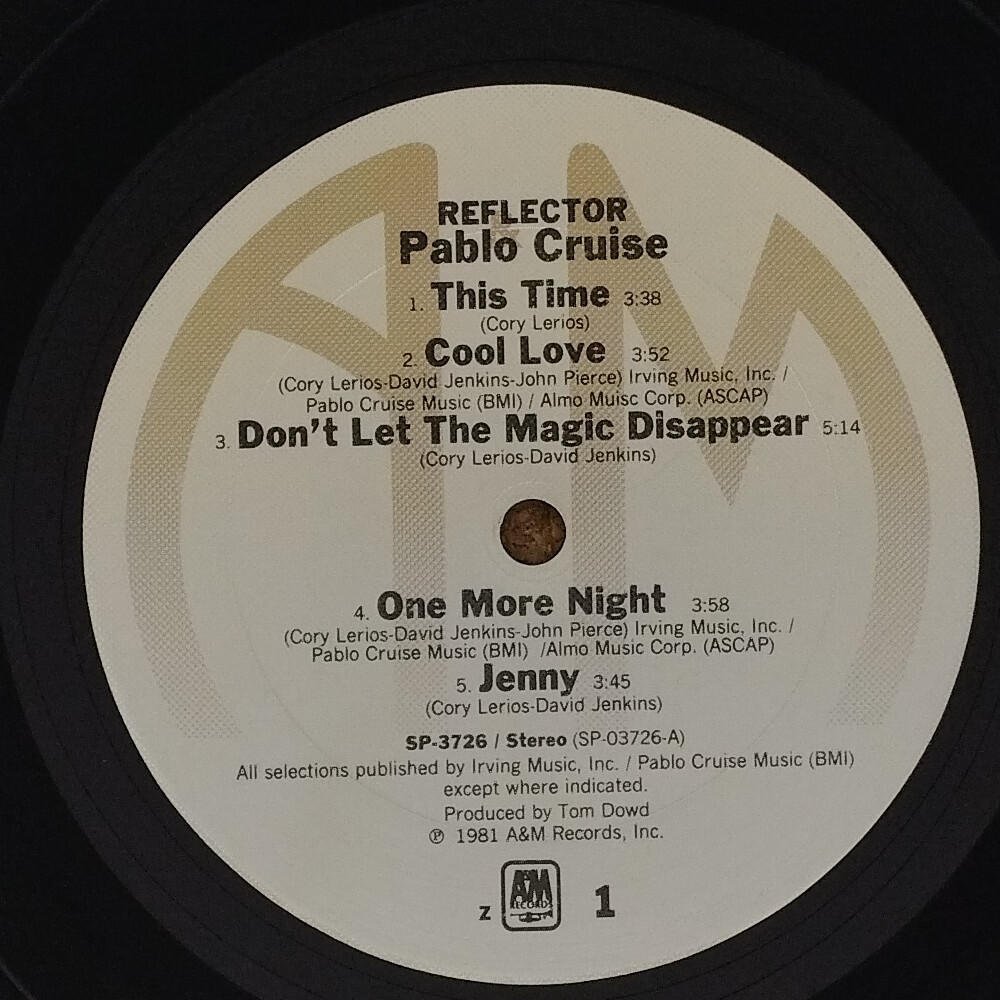 REFLECTOR
Pablo Cruise
1. This Time 3:38
(Cory Lerios)
2. Cool Love 3:52
(Cory Lerios-David Jenkins-John Pierce) Irving Music, Inc. /
Pablo Cruise Music (BMI) / Almo Muisc Corp. (ASCAP)
3. Don't Let The Magic Disappear 5:14
(Cory Lerios-David Jenkins)
4. One More Night 3:58
(Cory Lerios-David Jenkins-John Pierce) Irving Music, Inc. /
Pablo Cruise Music (BMI) /Almo Music Corp. (ASCAP)
5. Jenny 3:45
(Cory Lerios-David Jenkins)
SP-3726 / Stereo (SP-03726-A)
All selections published by Irving Music, Inc. / Pablo Cruise Music (BMI)
except where indicated.
Produced by Tom Dowd
℗ 1981 A&M Records, Inc.
z A&M RECORDS 1